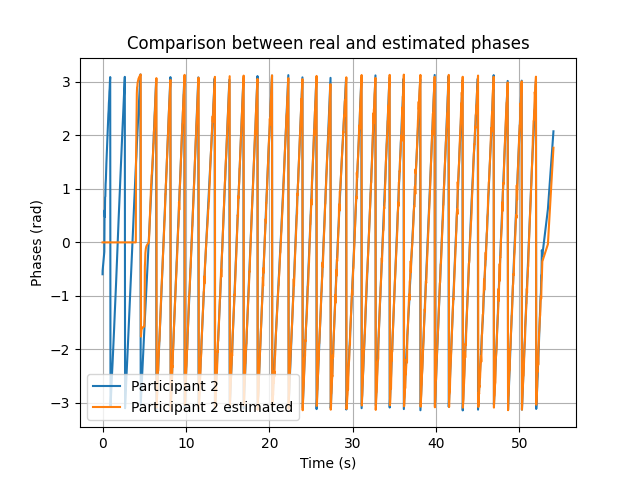 Comparison between real and estimated phases
Phases (rad)
3
2
1
0
−1
−2
−3
Participant 2
Participant 2 estimated
0 10 20 30 40 50
Time (s)